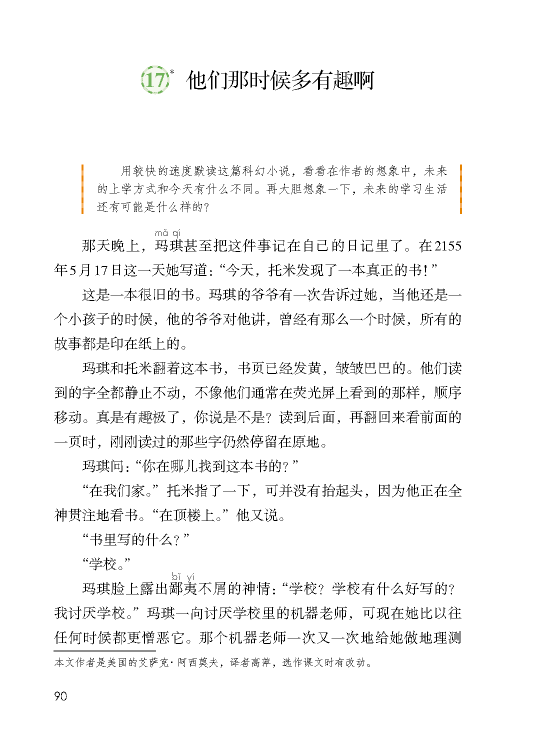 17* 他们那时候多有趣啊
用较快的速度默读这篇科幻小说，看看在作者的想象中，未来
的上学方式和今天有什么不同。再大胆想象一下，未来的学习生活
还有可能是什么样的？
mǎ qí
那天晚上，玛琪甚至把这件事记在自己的日记里了。在2155
年5月17日这一天她写道：“今天，托米发现了一本真正的书！”
这是一本很旧的书。玛琪的爷爷有一次告诉过她，当他还是一
个小孩子的时候，他的爷爷对他讲，曾经有那么一个时候，所有的
故事都是印在纸上的。
玛琪和托米翻着这本书，书页已经发黄，皱皱巴巴的。他们读
到的字全都静止不动，不像他们通常在荧光屏上看到的那样，顺序
移动。真是有趣极了，你说是不是？读到后面，再翻回来看前面的
一页时，刚刚读过的那些字仍然停留在原地。
玛琪问：“你在哪儿找到这本书的？”
“在我们家。”托米指了一下，可并没有抬起头，因为他正在全
神贯注地看书。“在顶楼上。”他又说。
“书里写的什么？”
“学校。”
bǐ yí
玛琪脸上露出鄙夷不屑的神情：“学校？学校有什么好写的？
我讨厌学校。”玛琪一向讨厌学校里的机器老师，可现在她比以往
任何时候都更憎恶它。那个机器老师一次又一次地给她做地理测
本文作者是美国的艾萨克·阿西莫夫，译者高萍，选作课文时有改动。
90